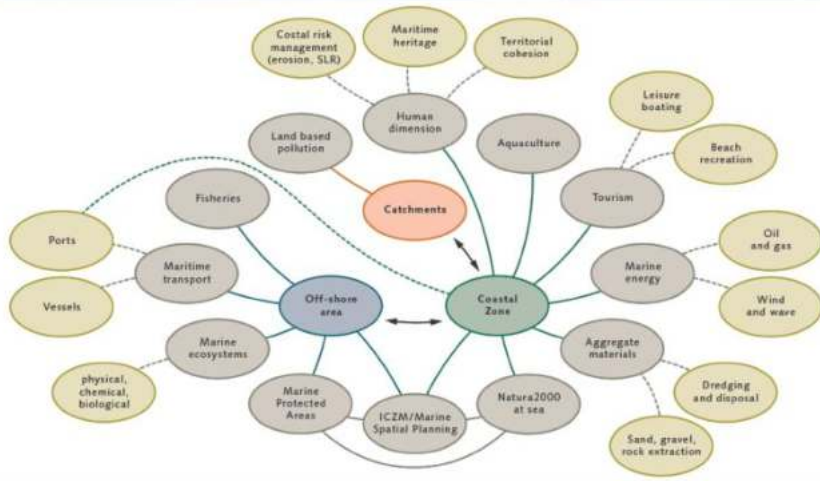 Costal risk
management
(erosion, SLR)
Maritime
heritage
Territorial
cohesion
Human
dimension
Land based
pollution
Aquaculture
Leisure
boating
Beach
recreation
Tourism
Fisheries
Catchments
Ports
Maritime
transport
Vessels
Off-shore
area
Coastal
Zone
Marine
energy
Oil
and gas
Wind
and wave
Marine
ecosystems
physical,
chemical,
biological
Marine
Protected
Areas
ICZM/Marine
Spatial Planning
Natura2000
at sea
Aggregate
materials
Dredging
and disposal
Sand, gravel,
rock extraction